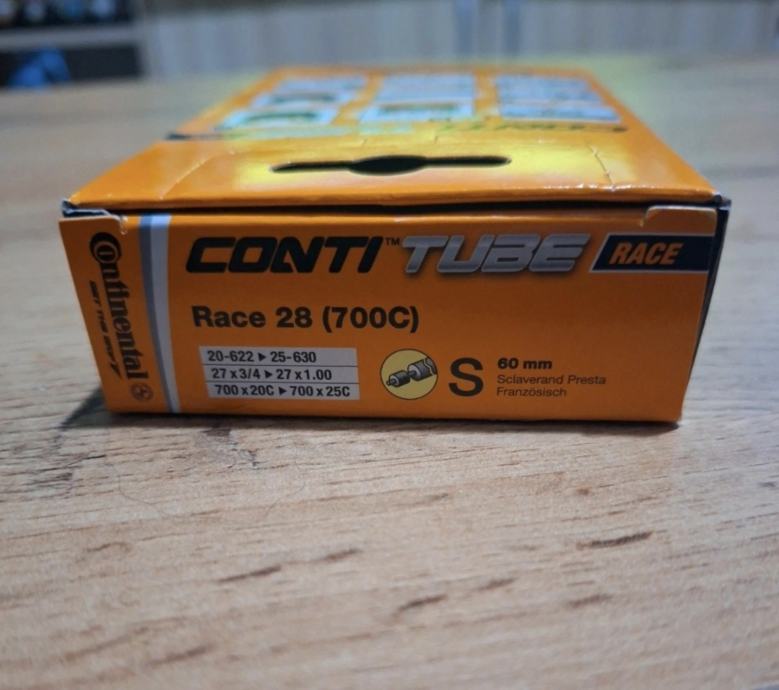 CONTI™ TUBE RACE
Race 28 (700C)
20-622 ▶ 25-630
27 x 3/4 ▶ 27 x 1.00
700 x 20C ▶ 700 x 25C
S
60 mm
Sclaverand Presta
Französisch
Continental